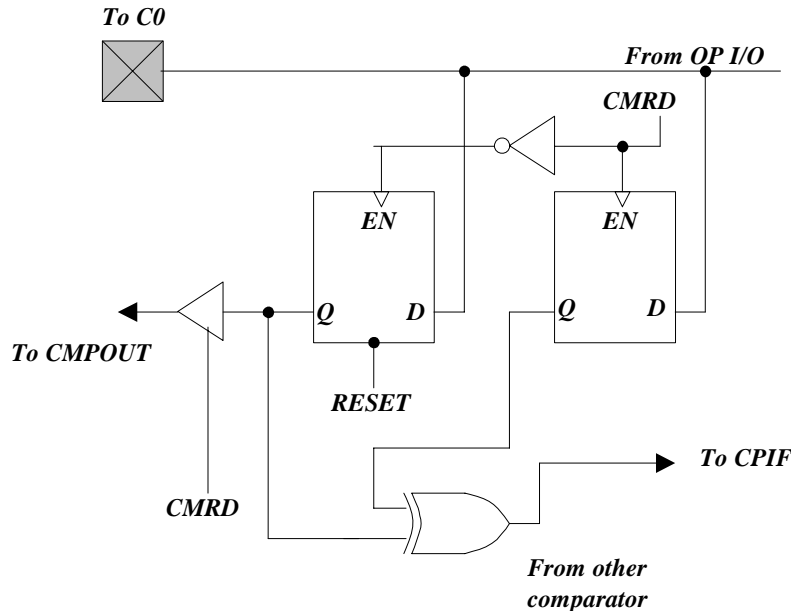 To C0
From OP I/O
CMRD
EN
EN
Q
D
Q
D
To CMPOUT
RESET
To CPIF
CMRD
From other
comparator